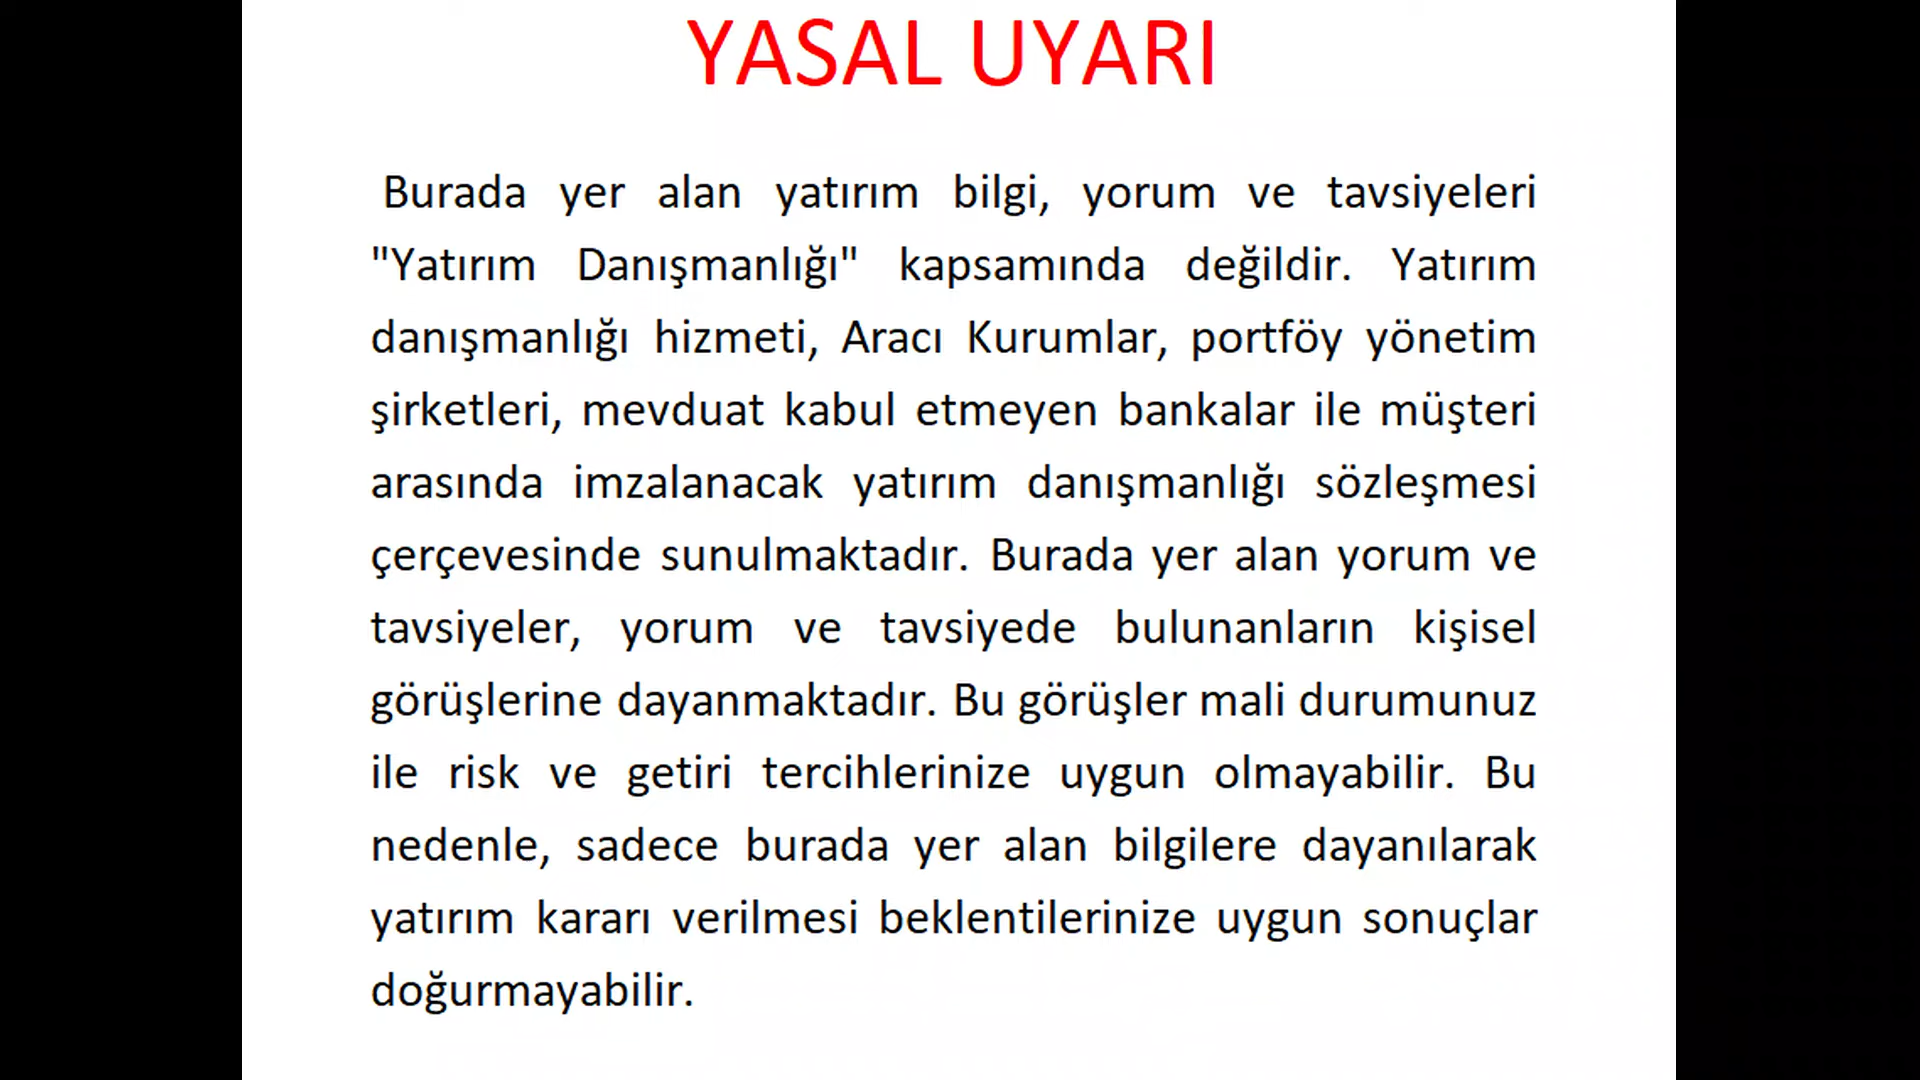 YASAL UYARI
Burada yer alan yatırım bilgi, yorum ve tavsiyeleri
"Yatırım Danışmanlığı" kapsamında değildir. Yatırım
danışmanlığı hizmeti, Aracı Kurumlar, portföy yönetim
şirketleri, mevduat kabul etmeyen bankalar ile müşteri
arasında imzalanacak yatırım danışmanlığı sözleşmesi
çerçevesinde sunulmaktadır. Burada yer alan yorum ve
tavsiyeler, yorum ve tavsiyede bulunanların kişisel
görüşlerine dayanmaktadır. Bu görüşler mali durumunuz
ile risk ve getiri tercihlerinize uygun olmayabilir. Bu
nedenle, sadece burada yer alan bilgilere dayanılarak
yatırım kararı verilmesi beklentilerinize uygun sonuçlar
doğurmayabilir.